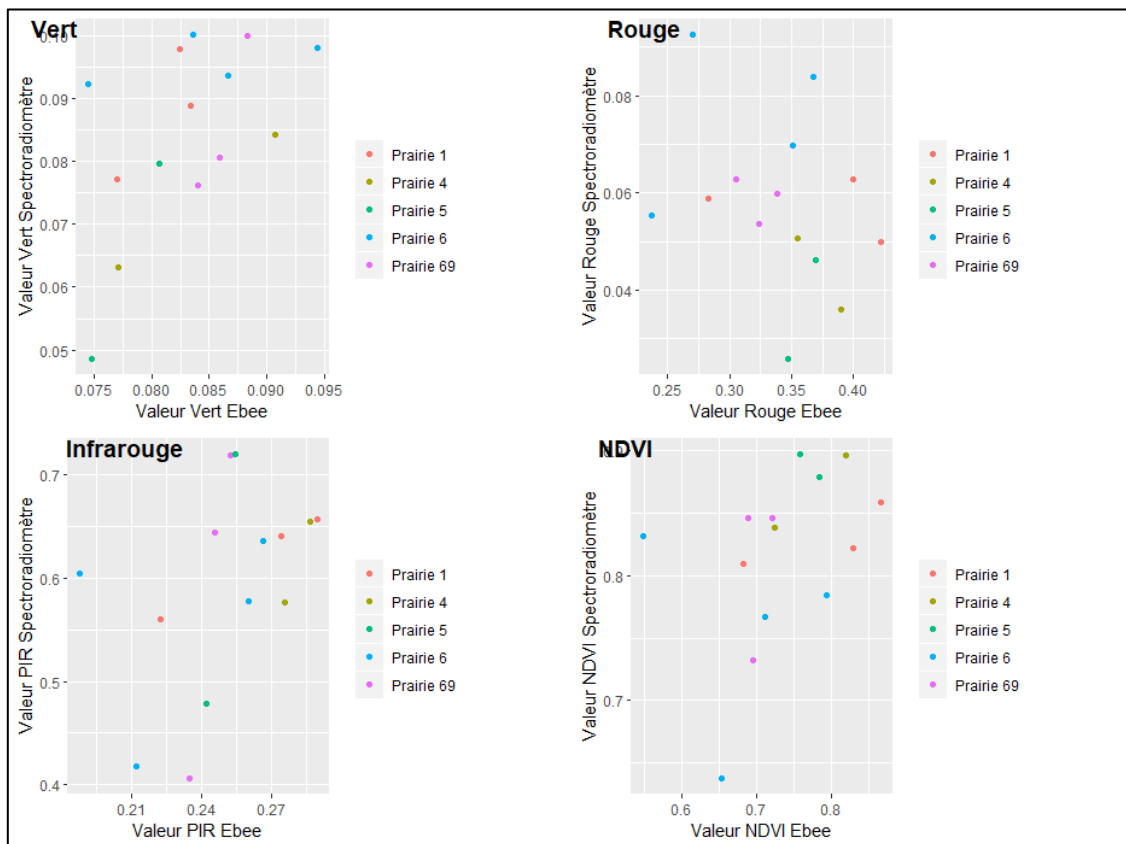 Vert
0.10
0.09
0.08
0.07
0.06
0.05
Valeur Vert Spectroradiomètre
0.075 0.080 0.085 0.090 0.095
Valeur Vert Ebee
Prairie 1
Prairie 4
Prairie 5
Prairie 6
Prairie 69
Rouge
0.08
0.06
0.04
Valeur Rouge Spectroradiomètre
0.25 0.30 0.35 0.40
Valeur Rouge Ebee
Prairie 1
Prairie 4
Prairie 5
Prairie 6
Prairie 69
Infrarouge
0.7
0.6
0.5
0.4
Valeur PIR Spectroradiomètre
0.21 0.24 0.27
Valeur PIR Ebee
Prairie 1
Prairie 4
Prairie 5
Prairie 6
Prairie 69
NDVI
0.8
0.7
Valeur NDVI Spectroradiomètre
0.6 0.7 0.8
Valeur NDVI Ebee
Prairie 1
Prairie 4
Prairie 5
Prairie 6
Prairie 69